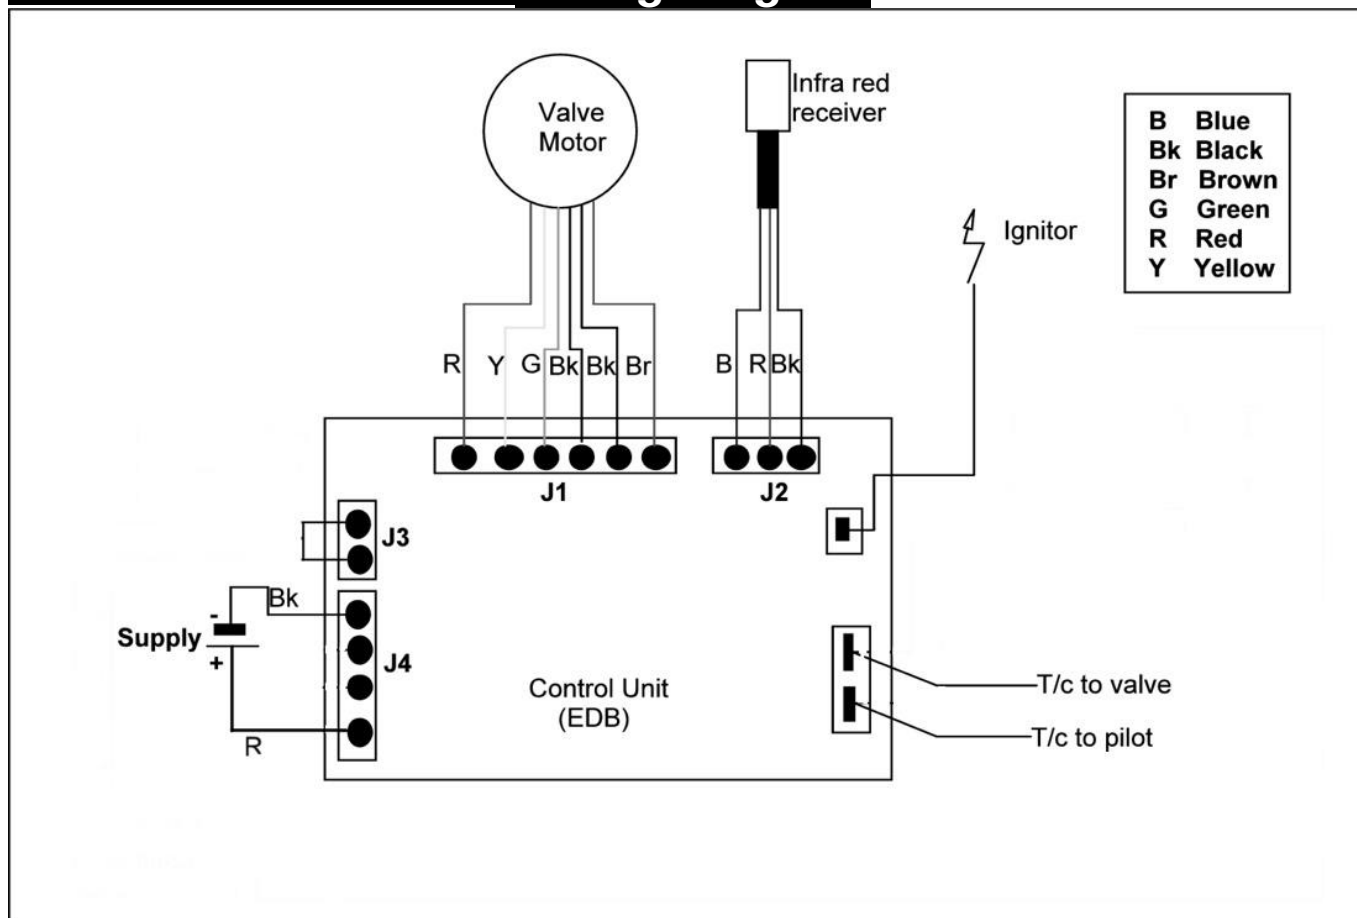 Valve
Motor
Infra red
receiver
B Blue
Bk Black
Br Brown
G Green
R Red
Y Yellow
Ignitor
R Y G Bk Bk Br
B R Bk
J1
J2
J3
Bk
-
Supply
+
J4
R
Control Unit
(EDB)
T/c to valve
T/c to pilot